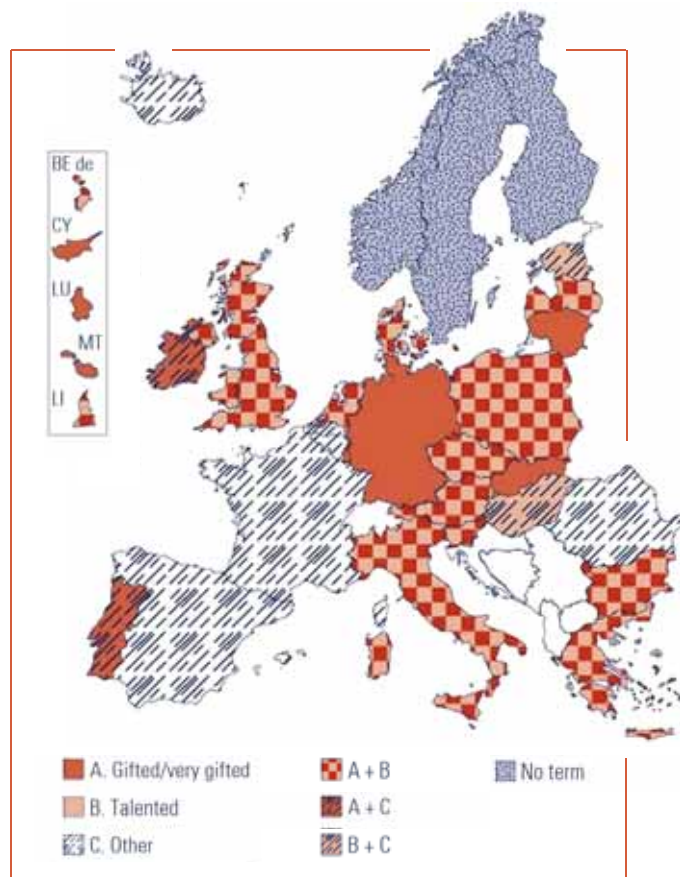 BE de
CY
LU
MT
LI
A. Gifted/very gifted
A + B
No term
B. Talented
A + C
C. Other
B + C